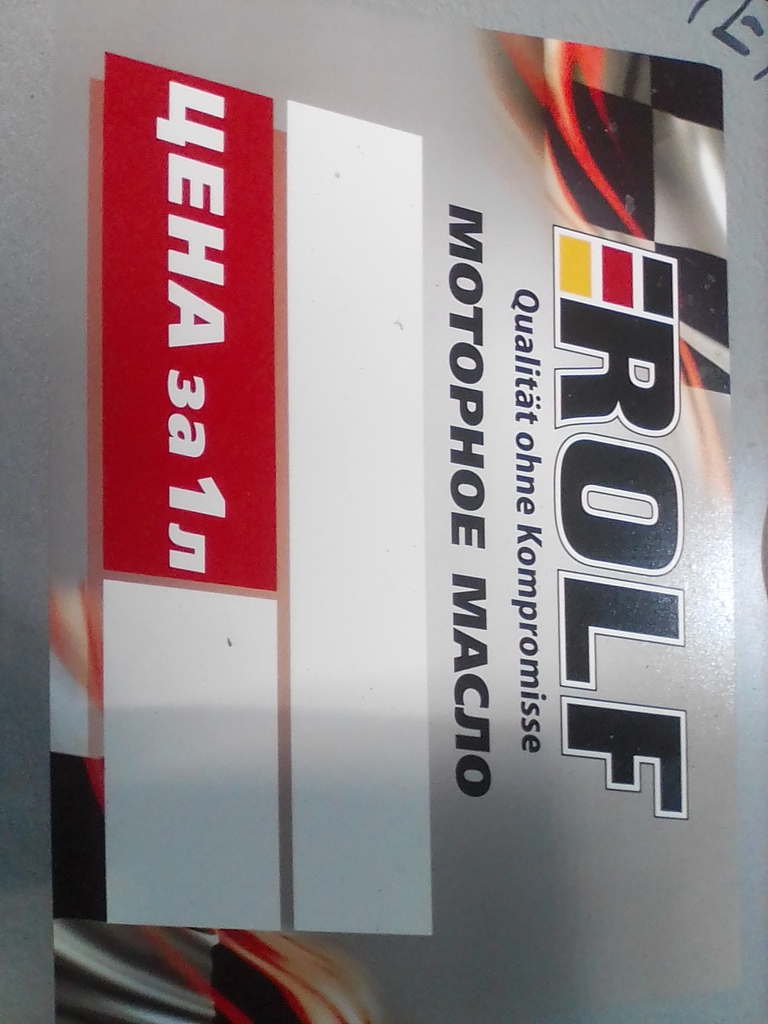 ROLF
Qualität ohne Kompromisse
МОТОРНОЕ МАСЛО
ЦЕНА за 1 л